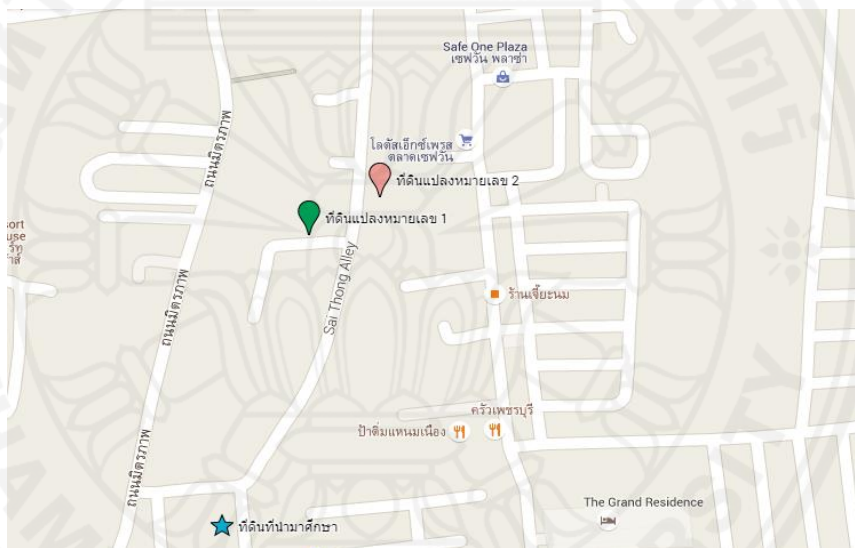 Safe One Plaza
เซฟวัน พลาซ่า
โลตัสเอ็กซ์เพรส
ตลาดเซฟวัน
ถนนมิตรภาพ
ที่ดินแปลงหมายเลข 2
ที่ดินแปลงหมายเลข 1
sort
use
Sai Thong Alley
ร้านเจี๊ยะนม
ถนนมิตรภาพ
ครัวเพชรบุรี
ป้าติ่มแหนมเนือง
ถนนมิตรภาพ
The Grand Residence
ที่ดินที่นำมาศึกษา